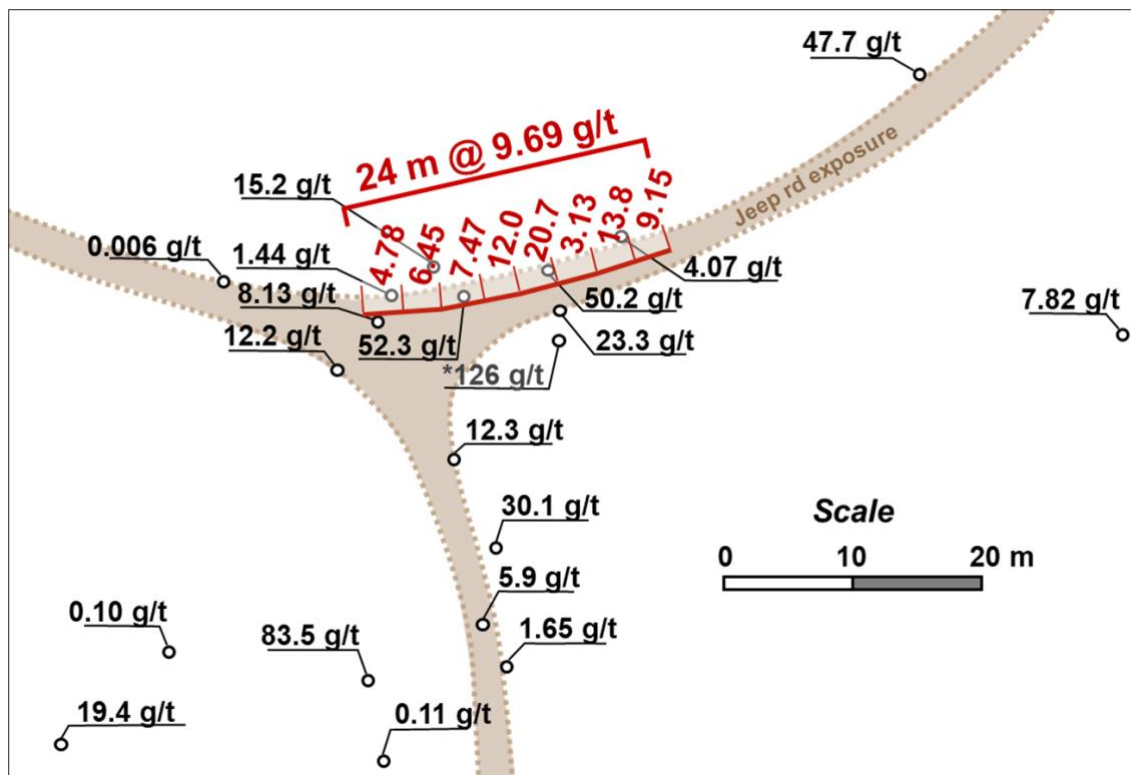 47.7 g/t
24 m @ 9.69 g/t
15.2 g/t
Jeep rd exposure
4.78
6.45
7.47
12.0
20.7
3.13
13.8
9.15
0.006 g/t
1.44 g/t
4.07 g/t
8.13 g/t
50.2 g/t
7.82 g/t
12.2 g/t
52.3 g/t
23.3 g/t
*126 g/t
12.3 g/t
30.1 g/t
Scale
0 10 20 m
5.9 g/t
0.10 g/t
83.5 g/t
1.65 g/t
19.4 g/t
0.11 g/t